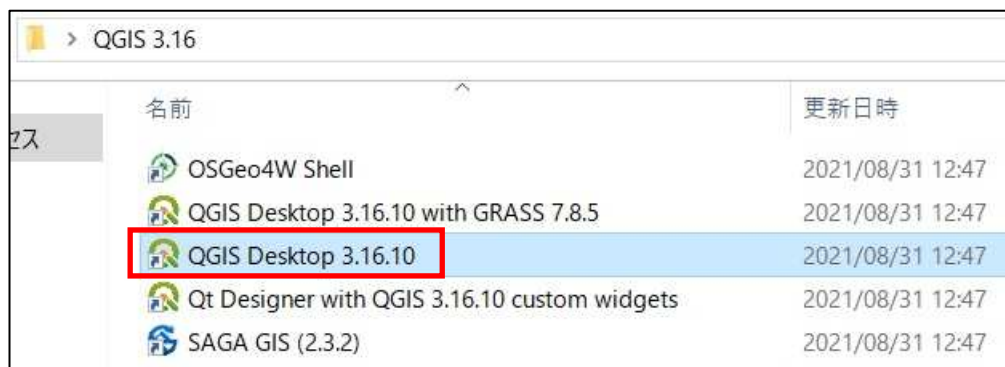 QGIS 3.16
名前 更新日時
セス
OSGeo4W Shell 2021/08/31 12:47
QGIS Desktop 3.16.10 with GRASS 7.8.5 2021/08/31 12:47
QGIS Desktop 3.16.10 2021/08/31 12:47
Qt Designer with QGIS 3.16.10 custom widgets 2021/08/31 12:47
SAGA GIS (2.3.2) 2021/08/31 12:47